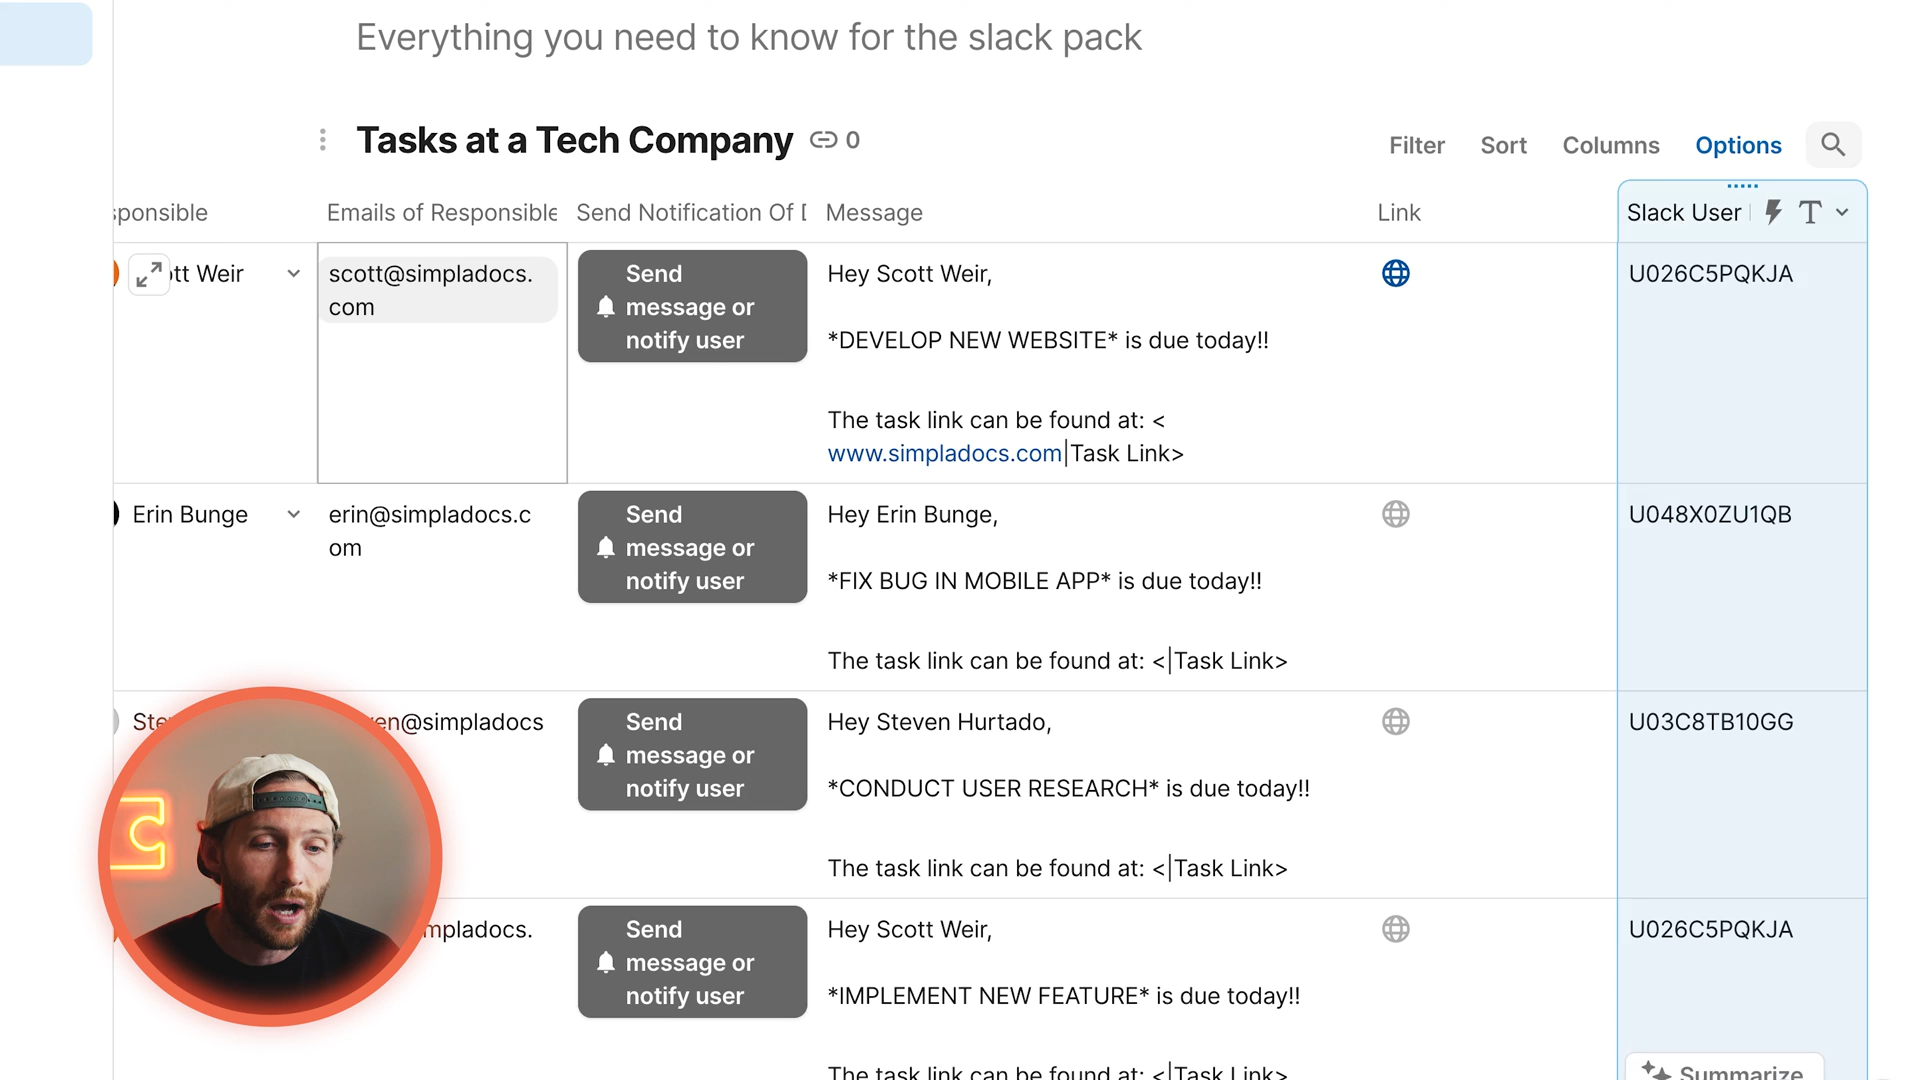 Everything you need to know for the slack pack
Tasks at a Tech Company 0
Filter Sort Columns Options
sponsible Emails of Responsible Send Notification Of Message Link Slack User
tt Weir
scott@simpladocs.
com
Send
message or
notify user
Hey Scott Weir,
*DEVELOP NEW WEBSITE* is due today!!
The task link can be found at: <
www.simpladocs.com|Task Link>
U026C5PQKJA
Erin Bunge
erin@simpladocs.c
om
Send
message or
notify user
Hey Erin Bunge,
*FIX BUG IN MOBILE APP* is due today!!
The task link can be found at: <|Task Link>
U048X0ZU1QB
Ste
en@simpladocs
Send
message or
notify user
Hey Steven Hurtado,
*CONDUCT USER RESEARCH* is due today!!
The task link can be found at: <|Task Link>
U03C8TB10GG
mpladocs.
Send
message or
notify user
Hey Scott Weir,
*IMPLEMENT NEW FEATURE* is due today!!
The task link can be found at: <|Task Link>
U026C5PQKJA
Summarize